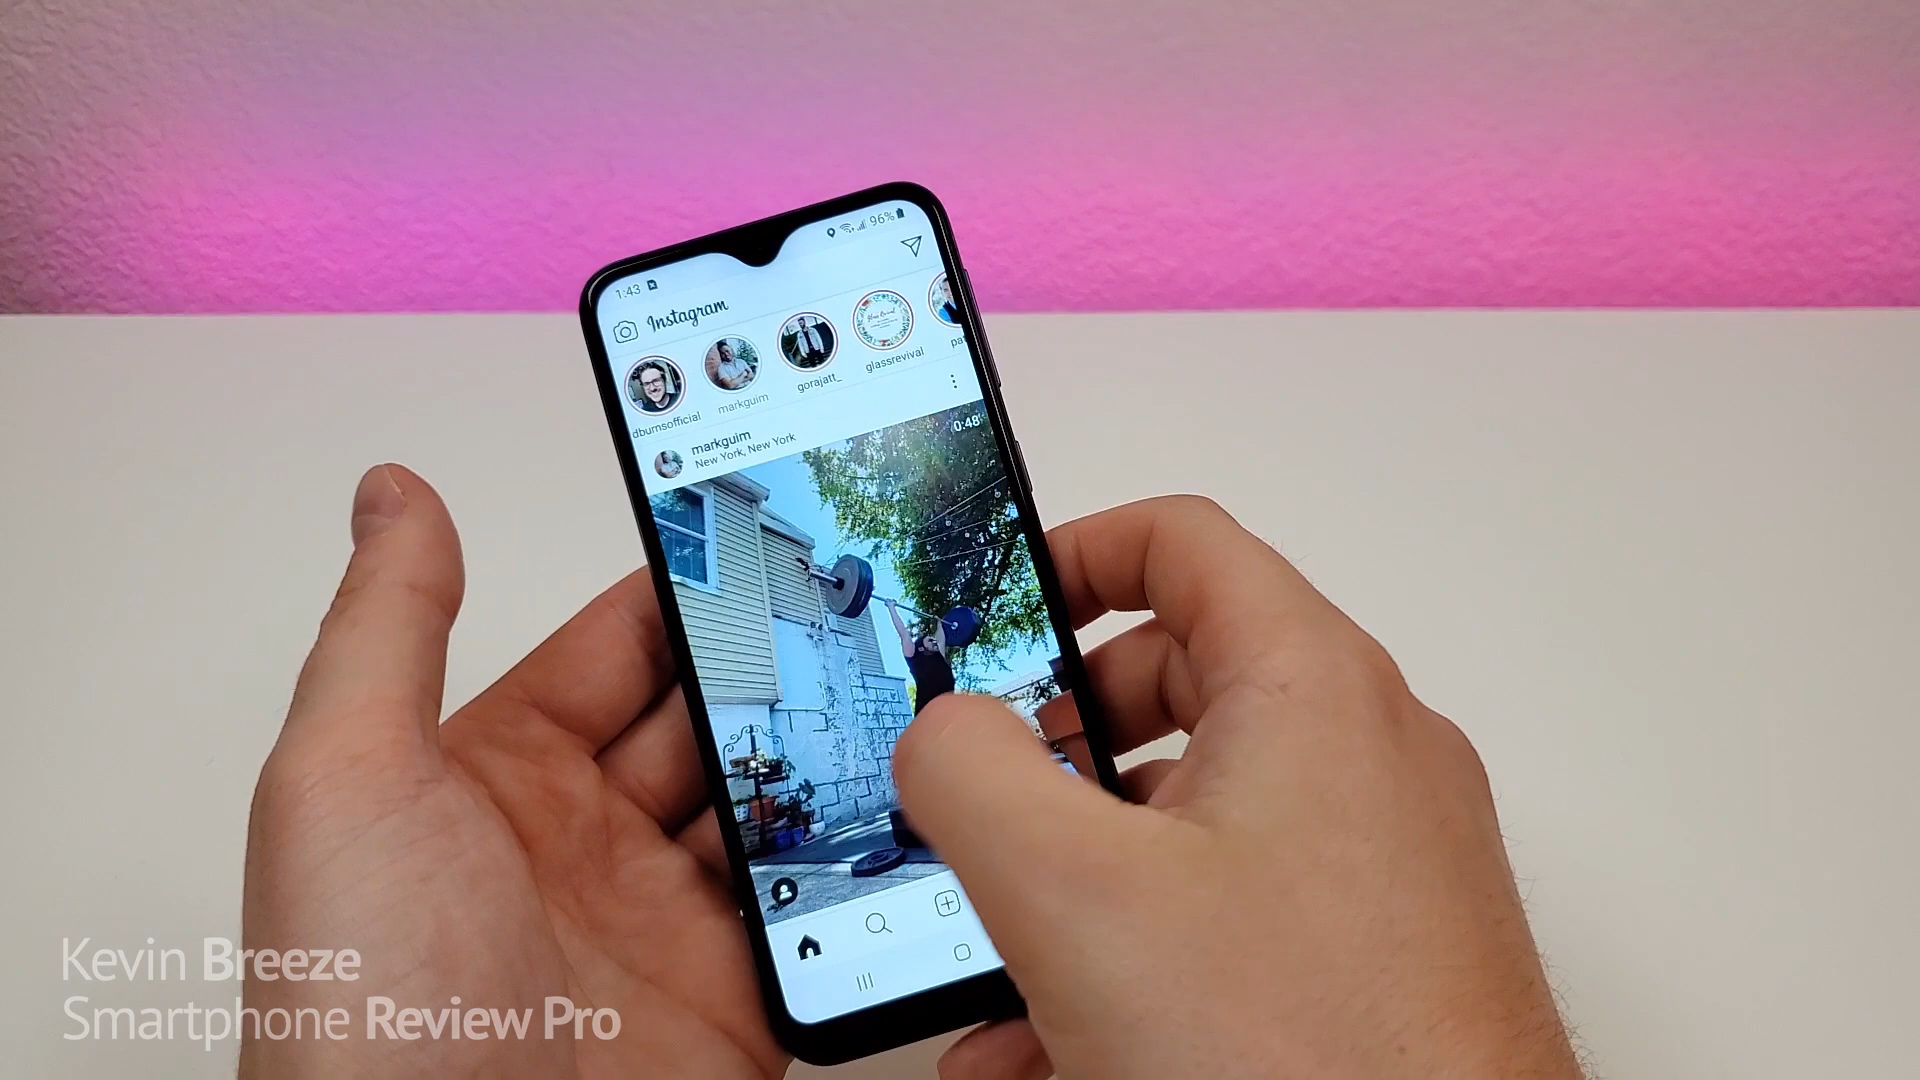 96%
1:43
Instagram
dburnsofficial
markguim
gorajatt_
glassrevival
pa
markguim
New York, New York
0:48
Kevin Breeze
Smartphone Review Pro